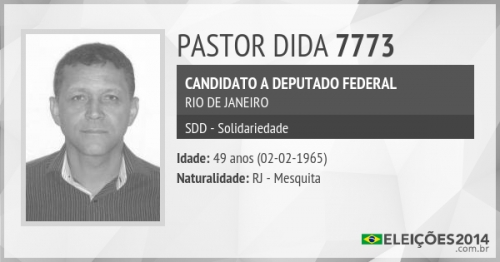 PASTOR DIDA 7773
CANDIDATO A DEPUTADO FEDERAL
RIO DE JANEIRO
SDD - Solidariedade
Idade: 49 anos (02-02-1965)
Naturalidade: RJ - Mesquita
ELEIÇÕES2014
.com.br